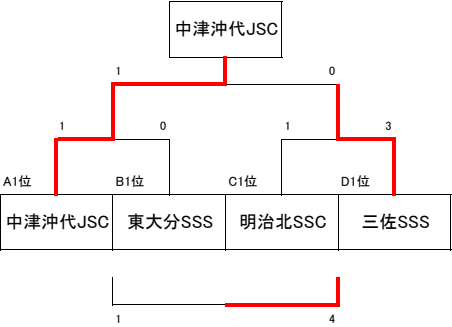 中津沖代JSC
1 0
1 0 1 3
A1位 B1位 C1位 D1位
中津沖代JSC 東大分SSS 明治北SSC 三佐SSS
1 4